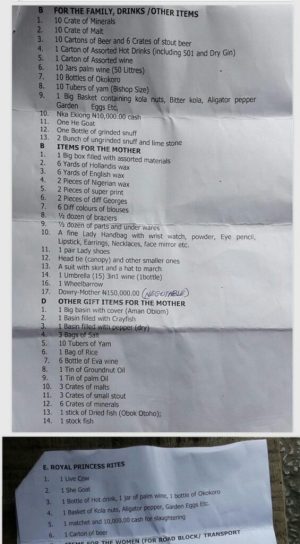 B FOR THE FAMILY, DRINKS /OTHER ITEMS
1. 10 Crate of Minerals
2. 10 Crate of Malt
3. 10 Cartons of Beer and 6 Crates of stout beer
4. 1 Carton of Assorted Hot Drinks (including 501 and Dry Gin)
5. 1 Carton of Assorted wine
6. 10 Jars palm wine (50 Littres)
7. 10 Bottles of Okokoro
8. 10 Tubers of yam (Bishop Size)
9. 1 Big Basket containing kola nuts, Bitter kola, Aligator pepper
Garden Eggs Etc,
10. Nka Ekiong N10,000.00 cash
11. One He Goat
12. One Bottle of grinded snuff
13. 2 Bunch of ungrinded snuff and lime stone
B ITEMS FOR THE MOTHER
1. 1 Big box filled with assorted materials
2. 6 Yards of Hollandis wax
3. 6 Yards of English wax
4. 2 Pieces of Nigerian wax
5. 2 Pieces of super print
6. 2 Pieces of diff Georges
7. 6 Diff colours of blouses
8. ½ dozen of braziers
9. ½ dozen of parts and under wares
10. A fine Lady Handbag with wrist watch, powder, Eye pencil,
Lipstick, Earrings, Necklaces, face mirror etc.
11. 1 pair Lady shoes
12. Head tie (canopy) and other smaller ones
13. A suit with skirt and a hat to march
14. 1 Umbrella (15) 3in1 wine (1bottle)
16. 1 Wheelbarrow
17. Dowry-Mother N150,000.00 (NEGOTIABLE)
D OTHER GIFT ITEMS FOR THE MOTHER
1. 1 Big basin with cover (Aman Obiom)
2. 1 Basin filled with Crayfish
3. 1 Basin filled with pepper (dry)
4. 3 Bags of Salt
5. 10 Tubers of Yam
6. 1 Bag of Rice
7. 6 Bottle of Eva wine
8. 1 Tin of Groundnut Oil
9. 1 Tin of palm Oil
10. 3 Crates of malts
11. 3 Crates of small stout
12. 6 Crates of minerals
13. 1 stick of Dried fish (Obok Otoho);
14. 1 stock fish
E. ROYAL PRINCESS RITES
1. 1 Live Cow
2. 1 She Goat
3. 1 Bottle of Hot drink, 1 jar of palm wine, 1 bottle of Okokoro
4. 1 Basket of Kola nuts, Aligator pepper, Garden Eggs Etc.
5. 1 matchet and 10,000.00 cash for slaughtering
6. 1 Carton of beer
ITEMS FOR THE WOMEN (FOR ROAD BLOCK/ TRANSPORT